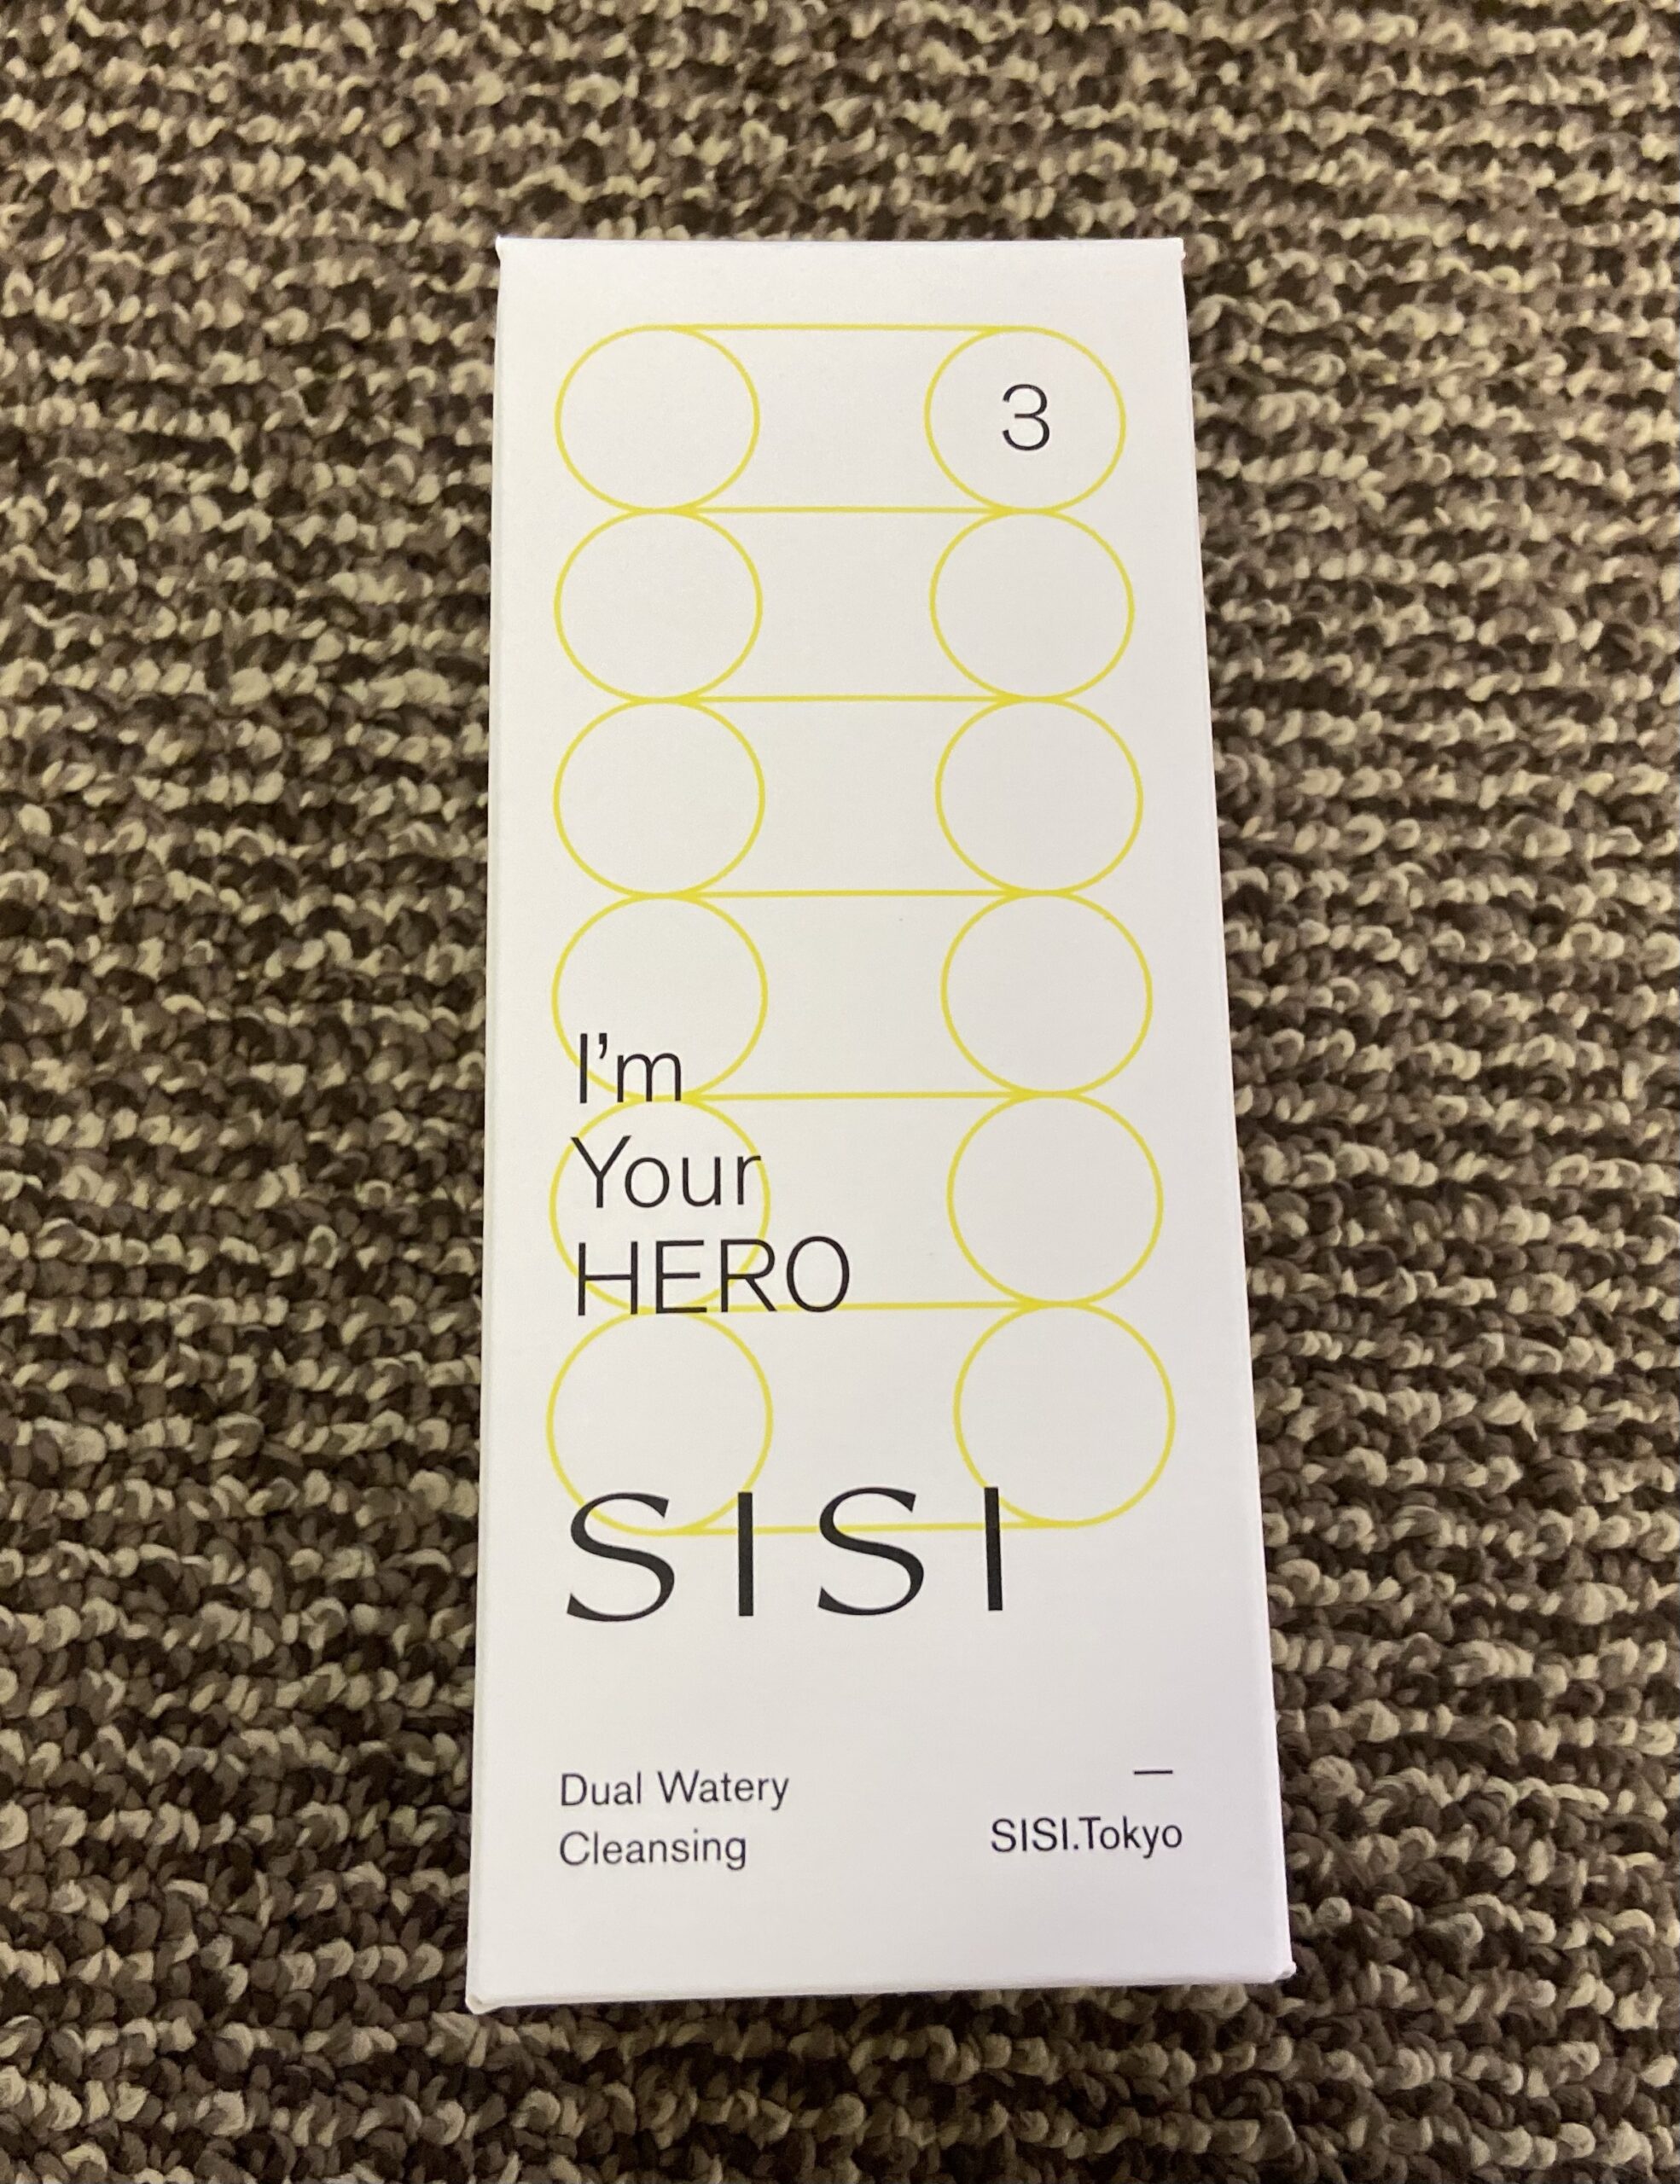 3
I'm
Your
HERO
SISI
Dual Watery
Cleansing
—
SISI.Tokyo